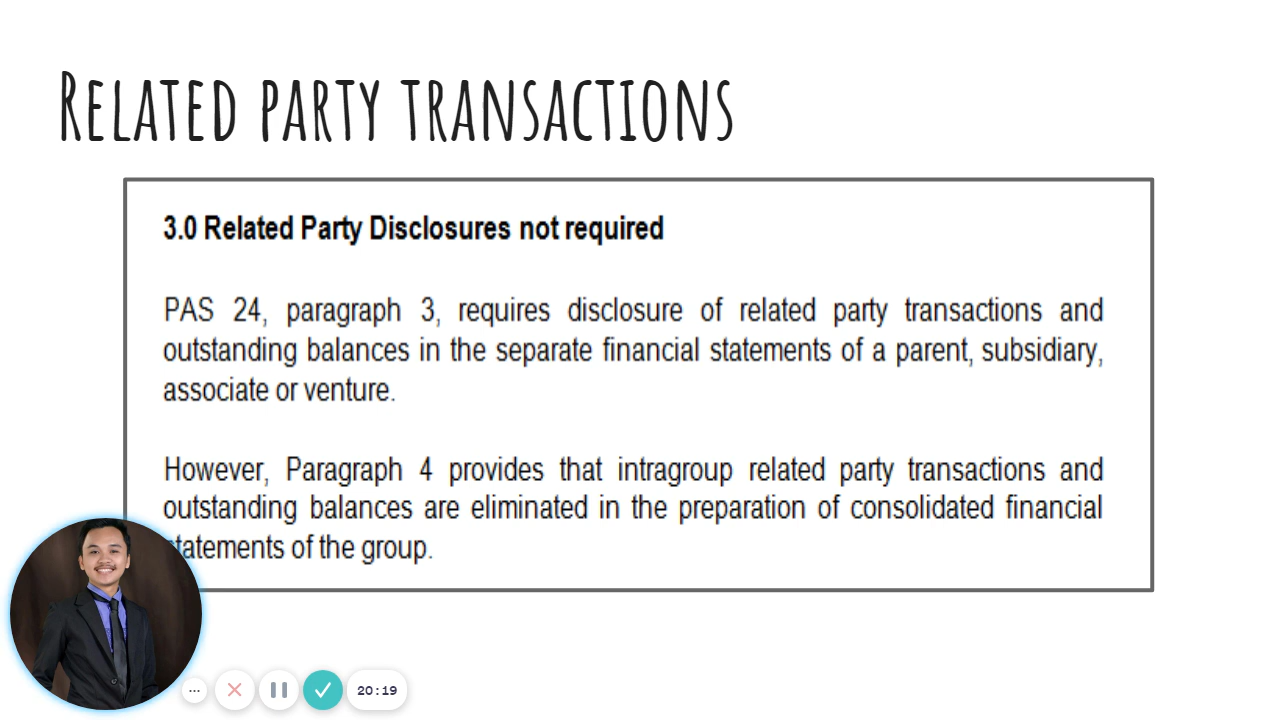 RELATED PARTY TRANSACTIONS
3.0 Related Party Disclosures not required
PAS 24, paragraph 3, requires disclosure of related party transactions and
outstanding balances in the separate financial statements of a parent, subsidiary,
associate or venture.
However, Paragraph 4 provides that intragroup related party transactions and
outstanding balances are eliminated in the preparation of consolidated financial
statements of the group.
...
20:19